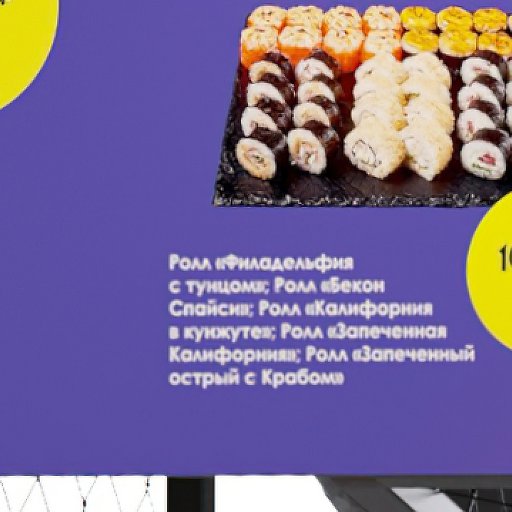 Ролл «Филадельфия
с тунцом»; Ролл «Бекон
Спайси»; Ролл «Калифорния
в кунжуте»; Ролл «Запеченная
Калифорния»; Ролл «Запеченный
острый с Крабом»